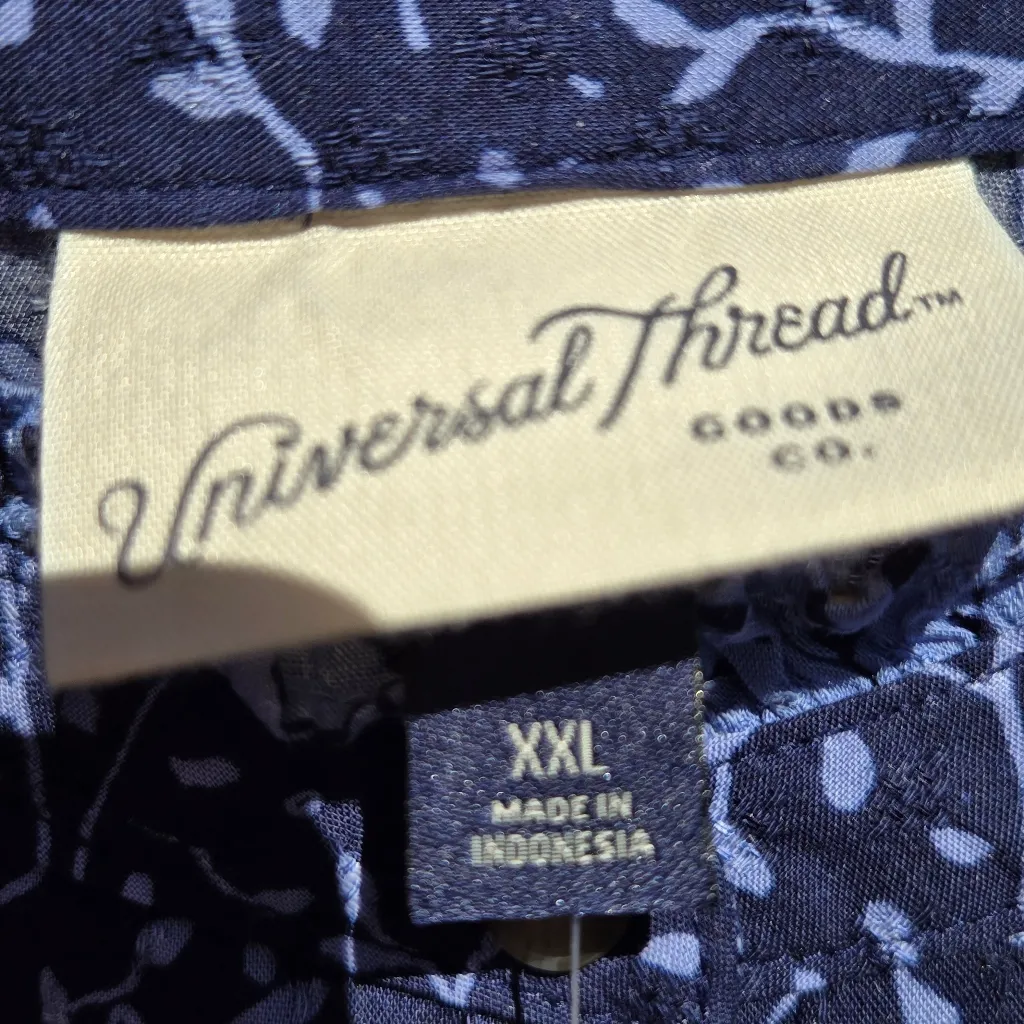 Universal Thread™
GOODS
CO.
XXL
MADE IN
INDONESIA